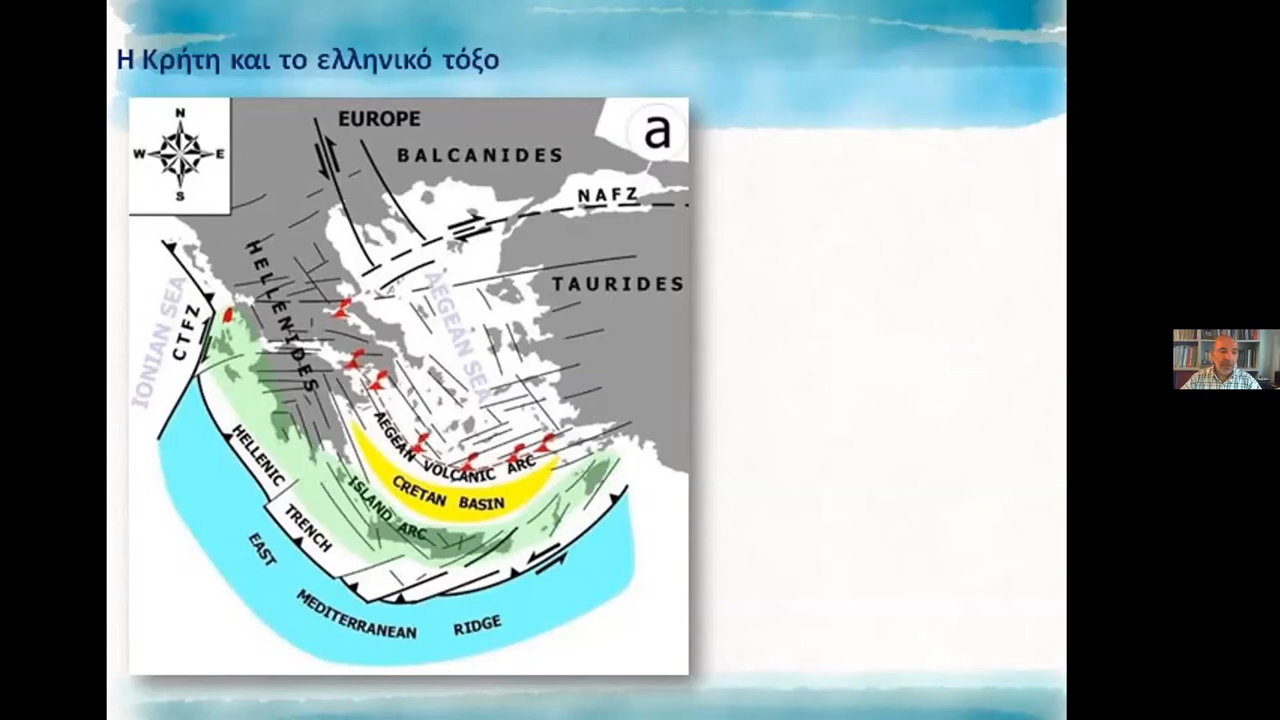 Η Κρήτη και το ελληνικό τόξο
N
W E
S
EUROPE
a
BALCANIDES
NAFZ
HELLENIDES
TAURIDES
AEGEAN SEA
IONIAN SEA
CTFZ
AEGEAN VOLCANIC ARC
CRETAN BASIN
ISLAND ARC
HELLENIC
TRENCH
EAST
MEDITERRANEAN
RIDGE